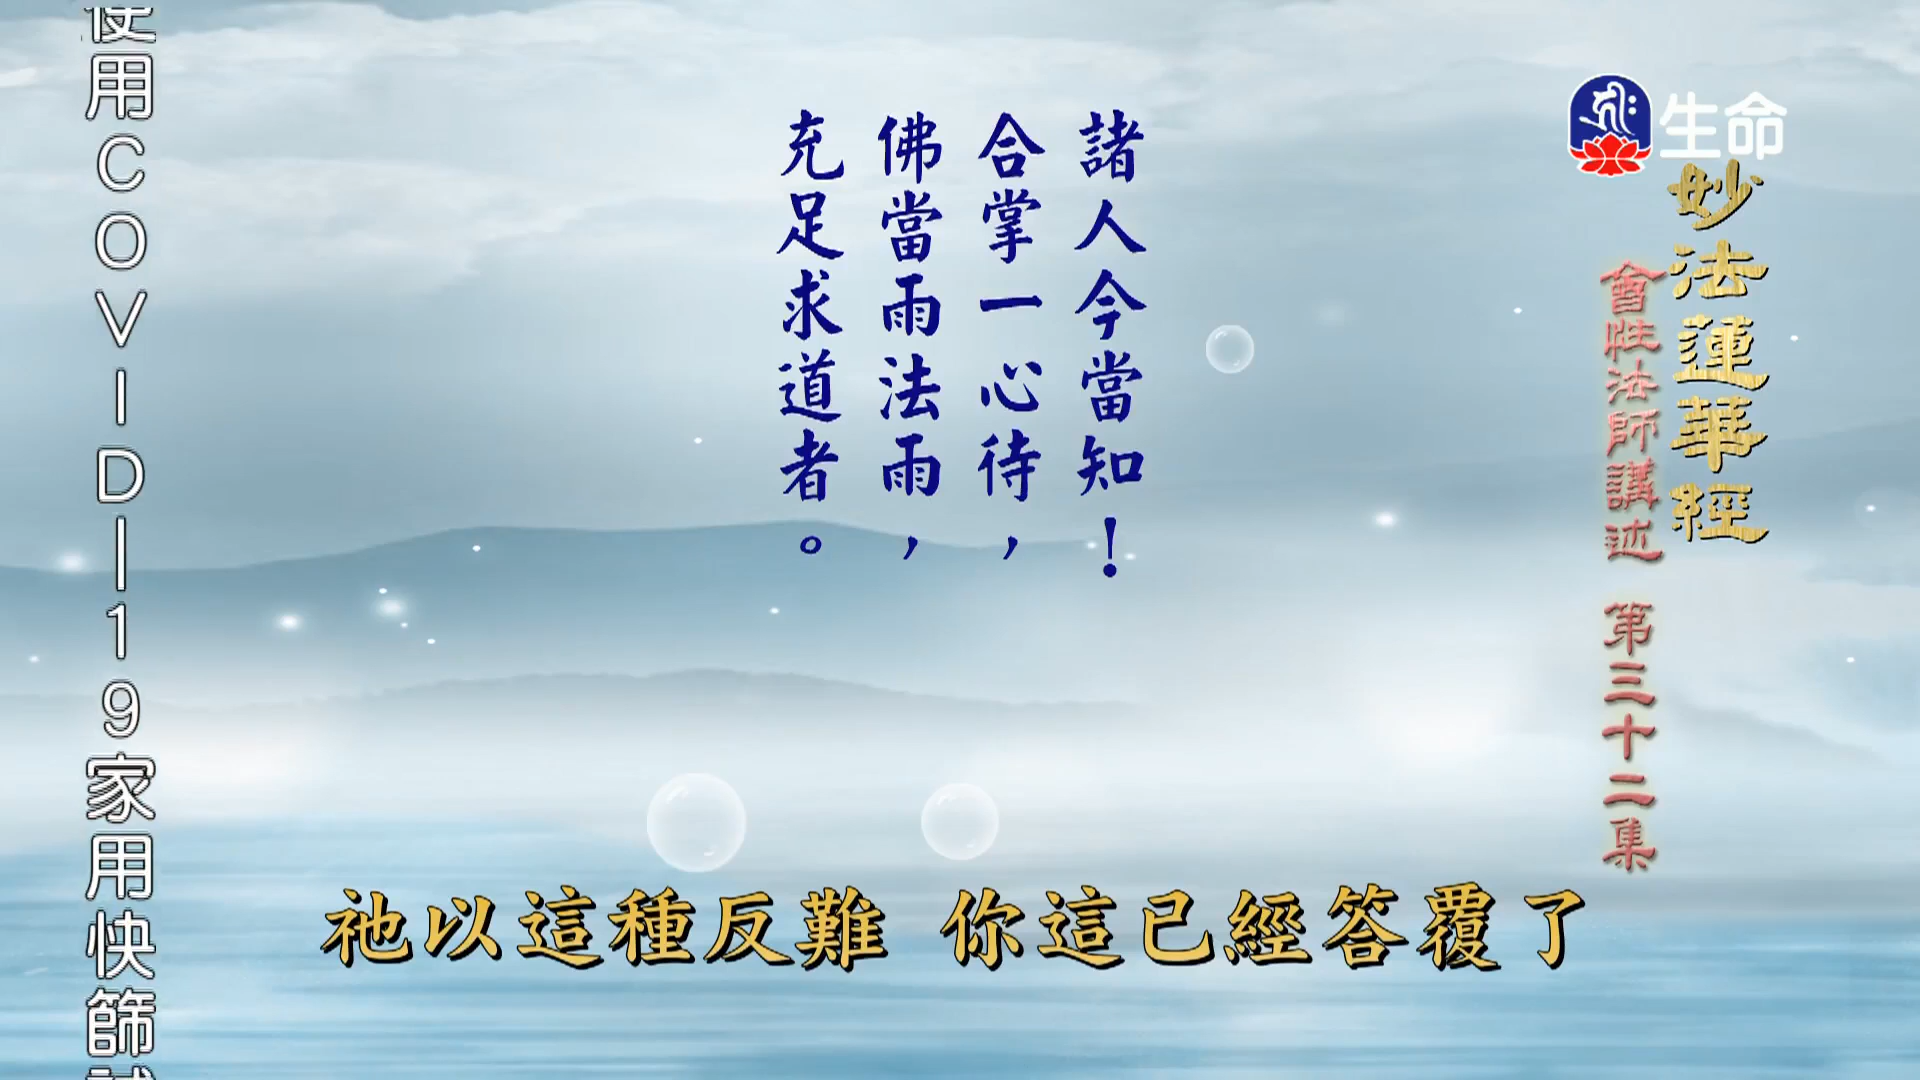 生命
妙法蓮華經
會性法師講述 第三十二集
諸人今當知！
合掌一心待，
佛當雨法雨，
充足求道者。
使用COVID-19家用快篩試
祂以這種反難 你這已經答覆了